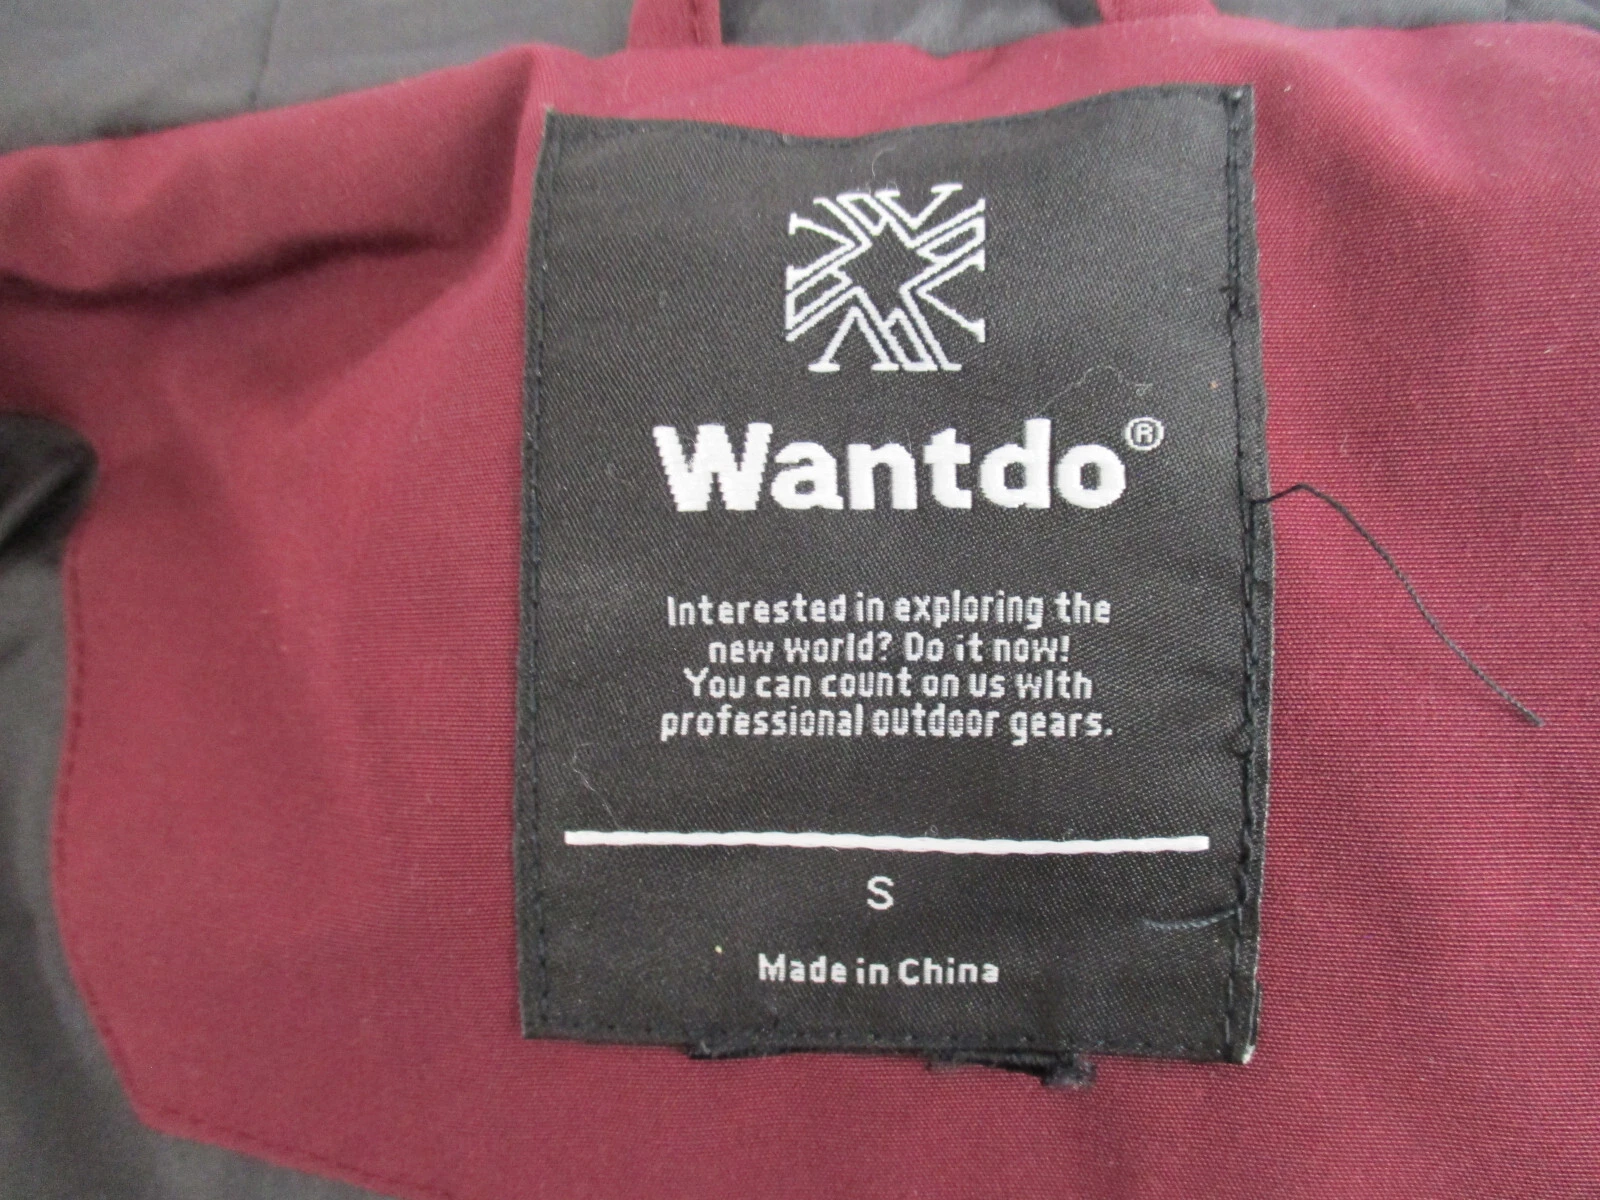 Wantdo®
Interested in exploring the
new world? Do it now!
You can count on us with
professional outdoor gears.
S
Made in China